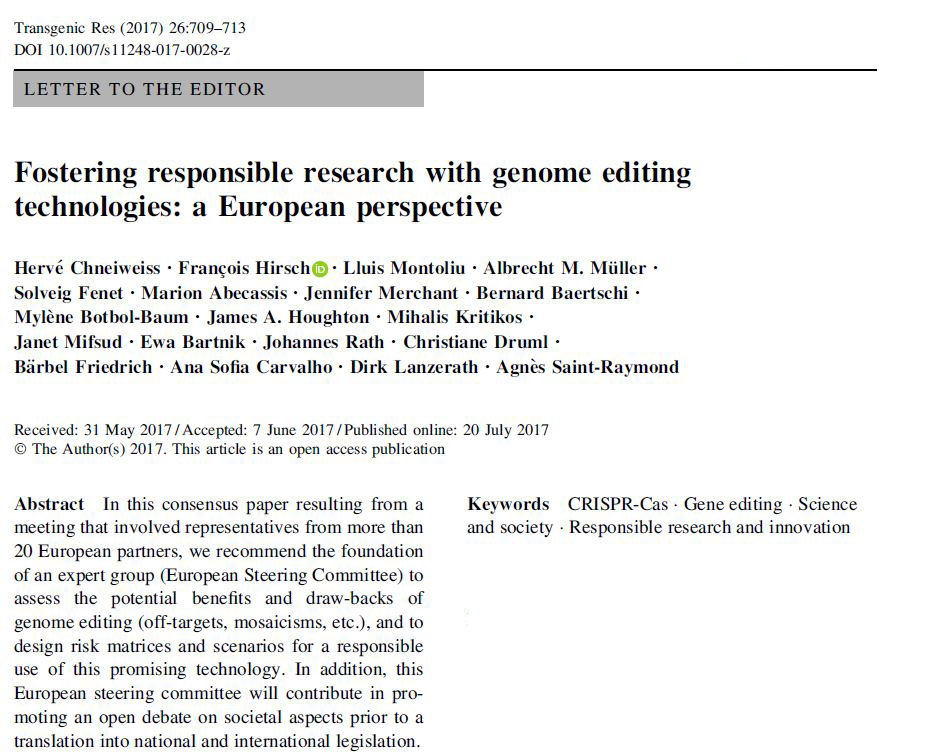 Transgenic Res (2017) 26:709–713
DOI 10.1007/s11248-017-0028-z
LETTER TO THE EDITOR
Fostering responsible research with genome editing
technologies: a European perspective
Hervé Chneiweiss · François Hirsch iD · Lluis Montoliu · Albrecht M. Müller ·
Solveig Fenet · Marion Abecassis · Jennifer Merchant · Bernard Baertschi ·
Mylène Botbol-Baum · James A. Houghton · Mihalis Kritikos ·
Janet Mifsud · Ewa Bartnik · Johannes Rath · Christiane Druml ·
Bärbel Friedrich · Ana Sofia Carvalho · Dirk Lanzerath · Agnès Saint-Raymond
Received: 31 May 2017 / Accepted: 7 June 2017 / Published online: 20 July 2017
© The Author(s) 2017. This article is an open access publication
Abstract In this consensus paper resulting from a
meeting that involved representatives from more than
20 European partners, we recommend the foundation
of an expert group (European Steering Committee) to
assess the potential benefits and draw-backs of
genome editing (off-targets, mosaicisms, etc.), and to
design risk matrices and scenarios for a responsible
use of this promising technology. In addition, this
European steering committee will contribute in pro-
moting an open debate on societal aspects prior to a
translation into national and international legislation.
Keywords CRISPR-Cas · Gene editing · Science
and society · Responsible research and innovation